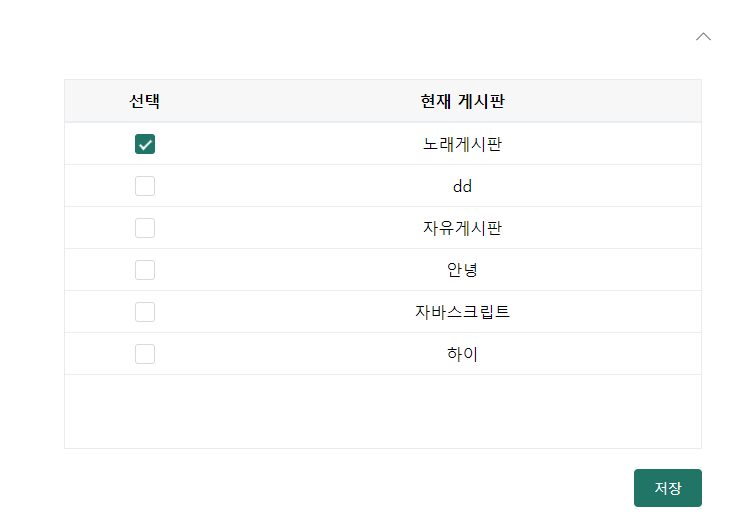 선택 현재 게시판
노래게시판
dd
자유게시판
안녕
자바스크립트
하이
저장